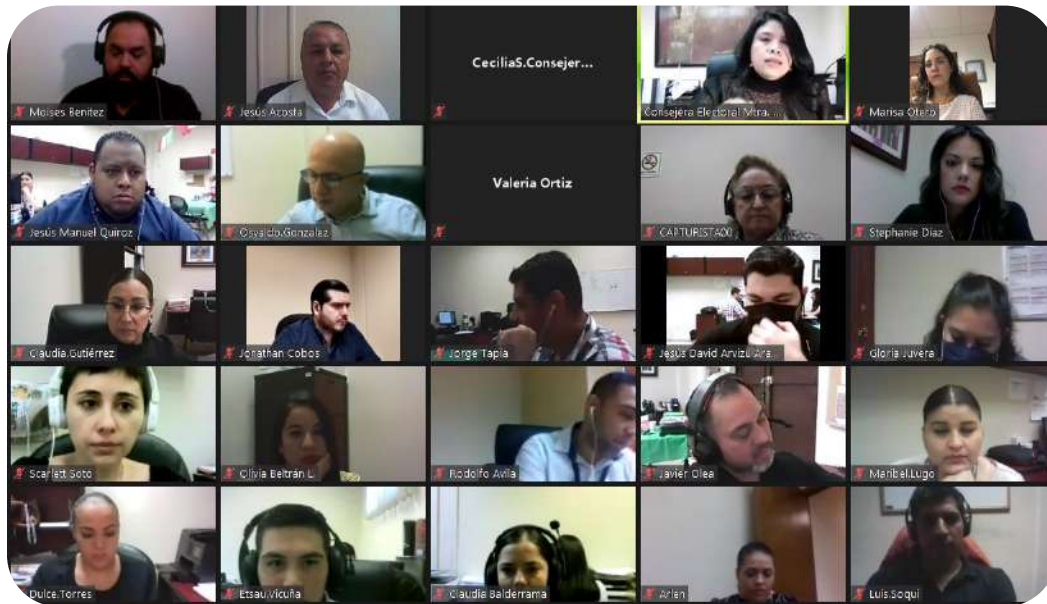 Moises Benitez
Jesús Acosta
CeciliaS.Consejer...
Consejera Electoral Mtra. ...
Marisa Otero
Jesús Manuel Quiroz
Osvaldo.Gonzalez
Valeria Ortiz
CAPTURISTA00
Stephanie Díaz
Claudia.Gutiérrez
Jonathan Cobos
Jorge Tapia
Jesús David Arvizu Ara...
Gloria Juvera
Scarlett Soto
Olivia Beltrán L.
Rodolfo Avila
Javier Olea
Maribel.Lugo
Dulce.Torres
Etsau.Vicuña
Claudia Balderrama
Arlen
Luis.Soqui